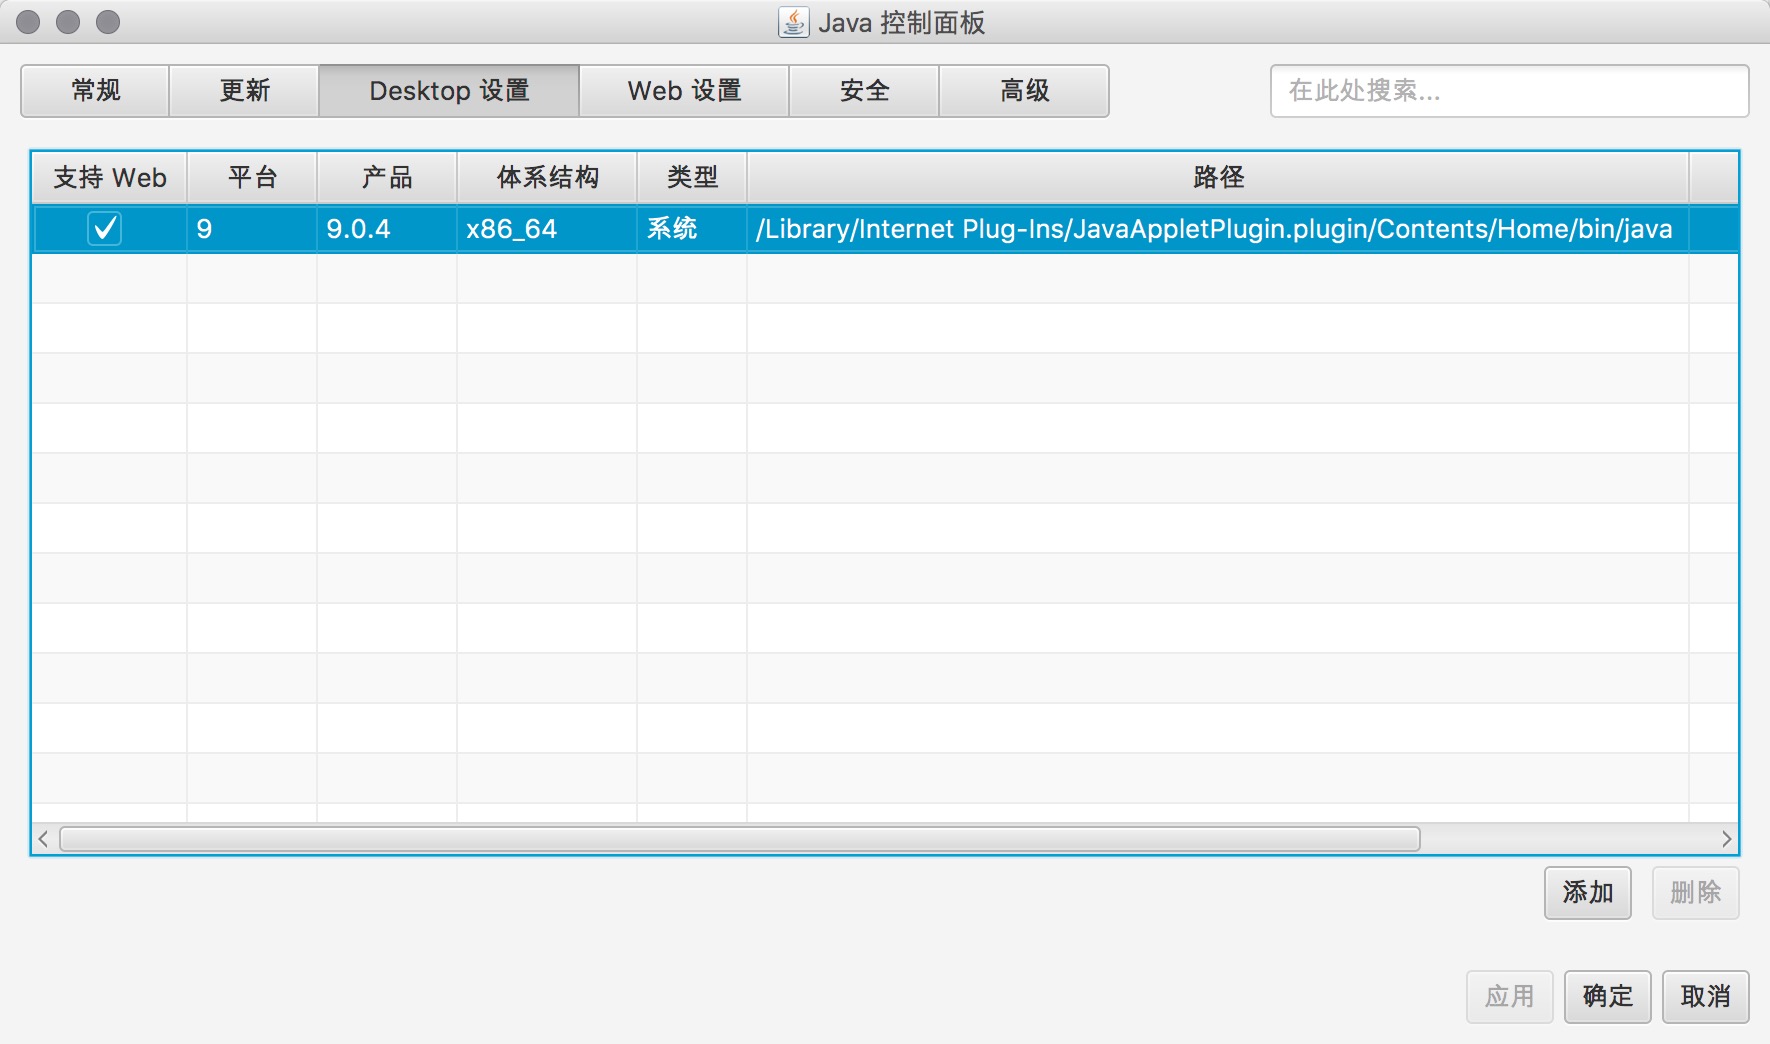 Java 控制面板
常规 更新 Desktop 设置 Web 设置 安全 高级 在此处搜索...
支持 Web 平台 产品 体系结构 类型 路径
9 9.0.4 x86_64 系统 /Library/Internet Plug-Ins/JavaAppletPlugin.plugin/Contents/Home/bin/java
添加 删除
应用 确定 取消